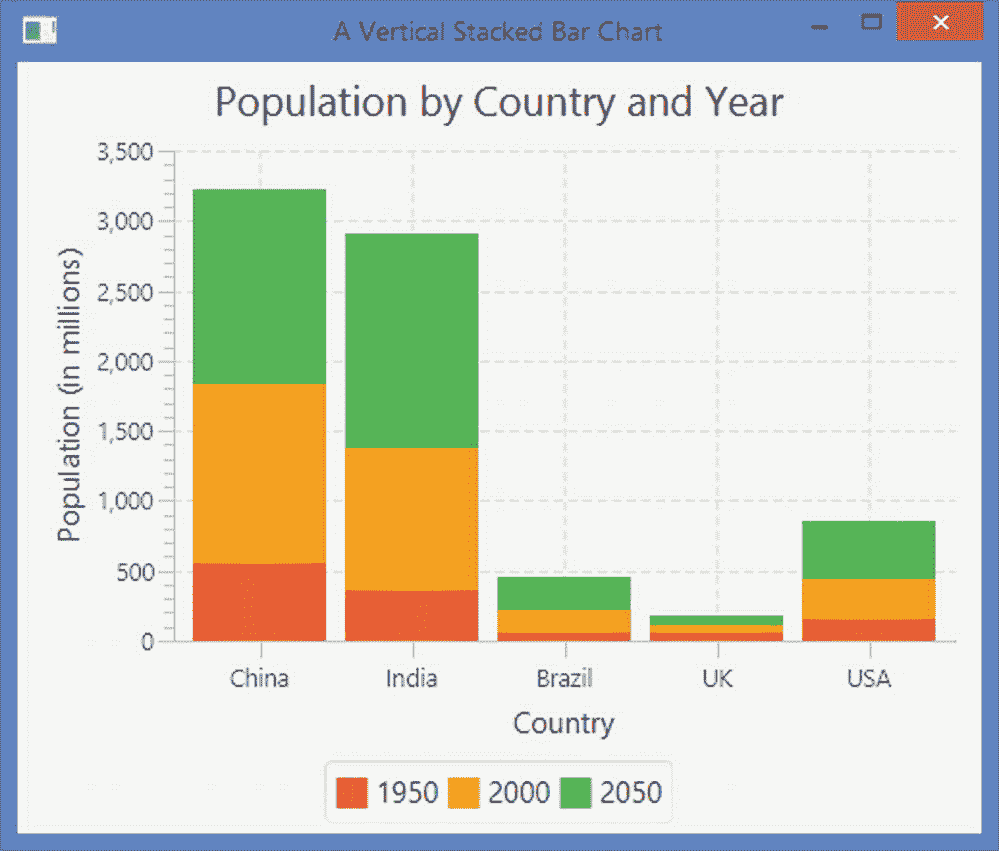 A Vertical Stacked Bar Chart
Population by Country and Year
Population (in millions)
3,500
3,000
2,500
2,000
1,500
1,000
500
0
China India Brazil UK USA
Country
1950 2000 2050